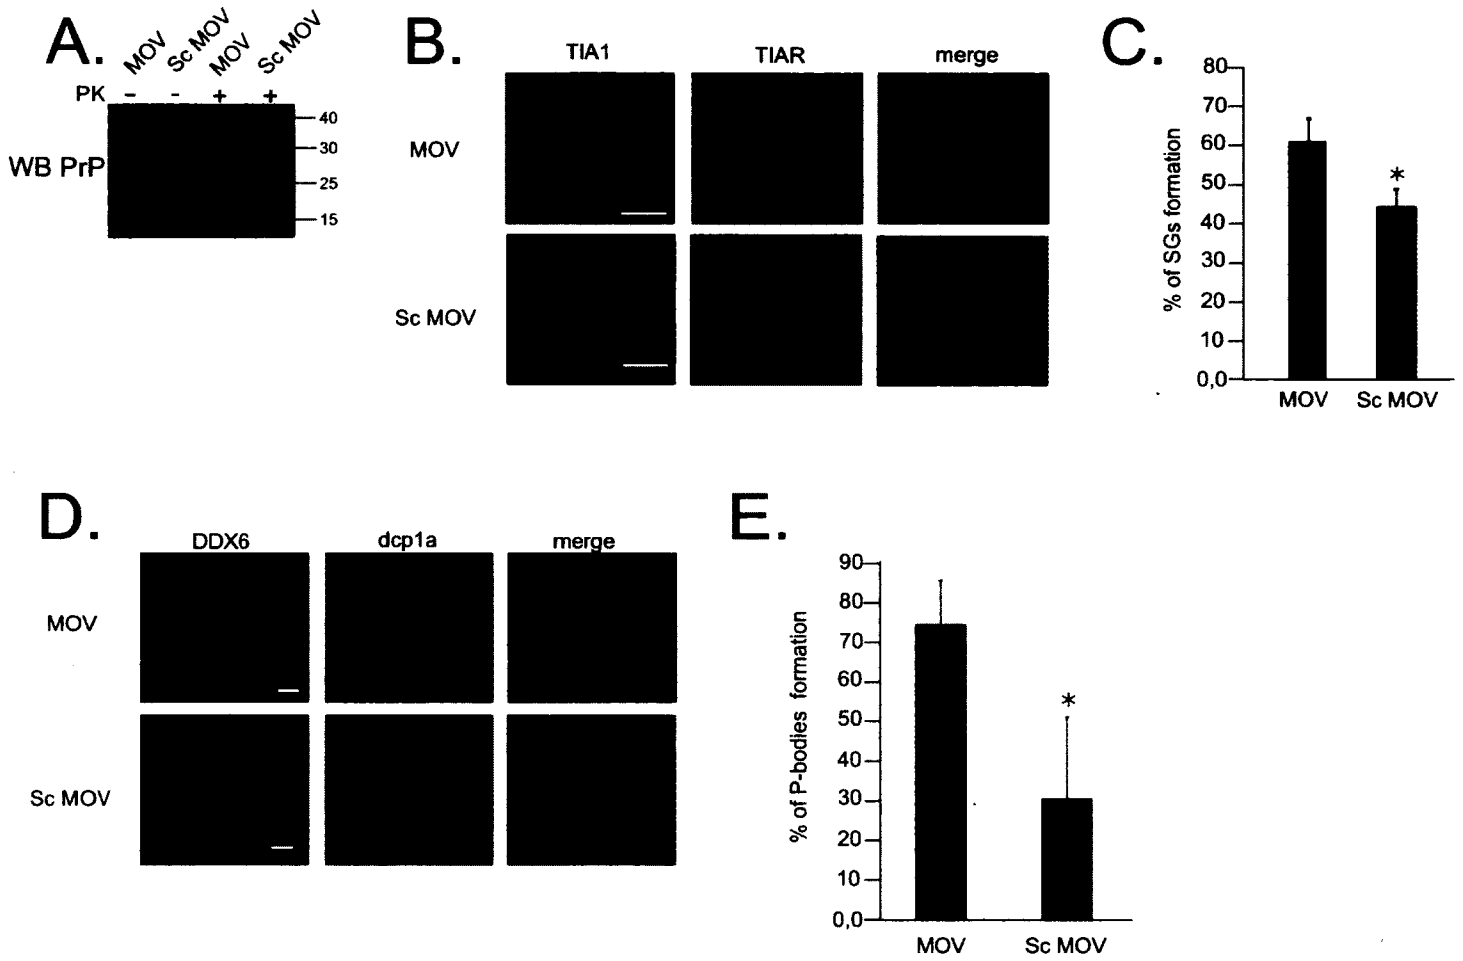 A.
MOV Sc MOV MOV Sc MOV
PK - - + +
WB PrP
40
30
25
15
B.
TIA1 TIAR merge
MOV
Sc MOV
C.
% of SGs formation
80
70
60
50
40
30
20
10
0,0
*
MOV Sc MOV
D.
DDX6 dcp1a merge
MOV
Sc MOV
E.
% of P-bodies formation
90
80
70
60
50
40
30
20
10
0,0
*
MOV Sc MOV